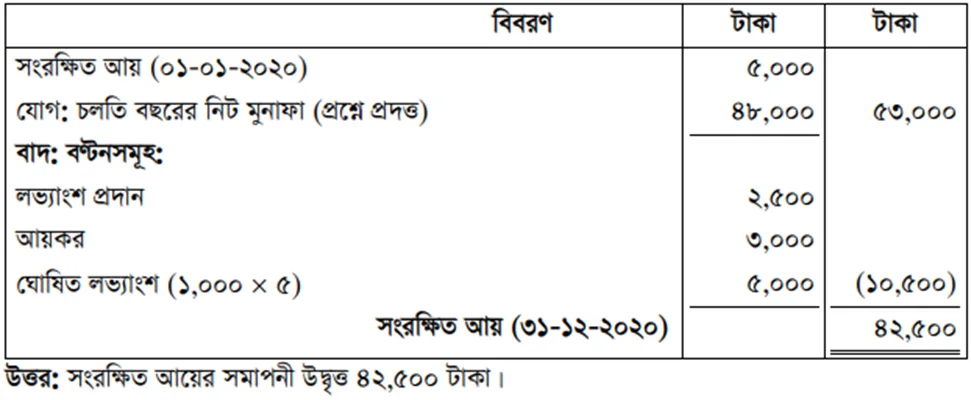 বিবরণ টাকা টাকা
সংরক্ষিত আয় (০১-০১-২০২০) ৫,০০০
যোগ: চলতি বছরের নিট মুনাফা (প্রশ্নে প্রদত্ত) ৪৮,০০০ ৫৩,০০০
বাদ: বণ্টনসমূহ:
লভ্যাংশ প্রদান ২,৫০০
আয়কর ৩,০০০
ঘোষিত লভ্যাংশ (১,০০০ × ৫) ৫,০০০ (১০,৫০০)
সংরক্ষিত আয় (৩১-১২-২০২০) ৪২,৫০০
উত্তর: সংরক্ষিত আয়ের সমাপনী উদ্বৃত্ত ৪২,৫০০ টাকা।